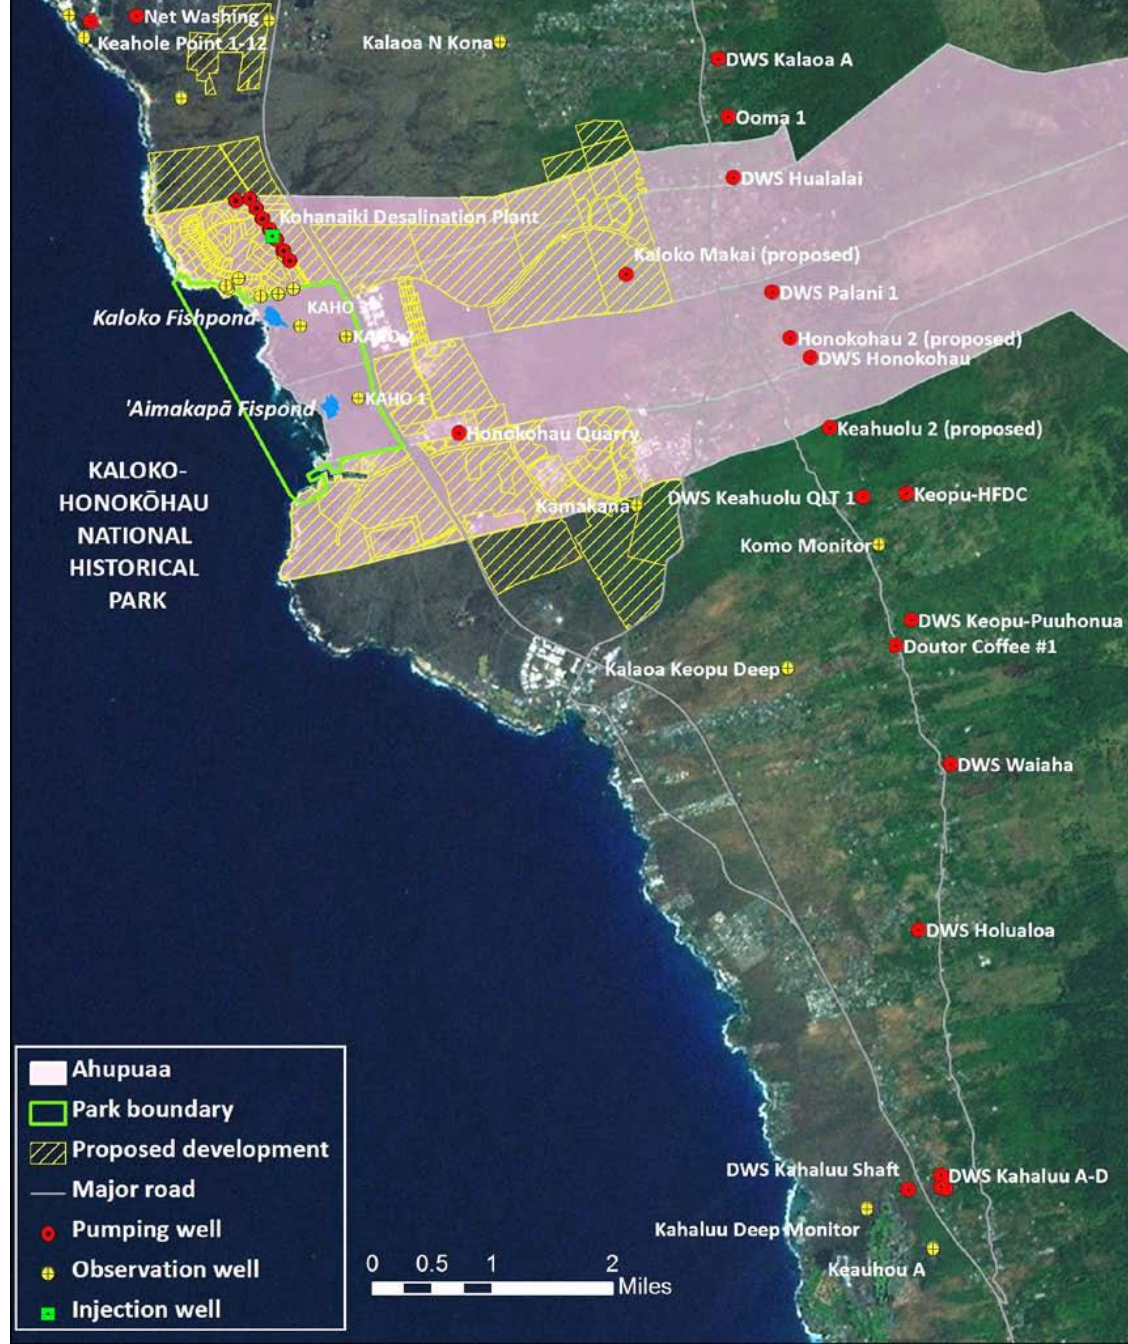 Net Washing
Keahole Point 1-12
Kalaoa N Kona
DWS Kalaoa A
Ooma 1
DWS Hualalai
Kohanaiki Desalination Plant
Kaloko Makai (proposed)
DWS Palani 1
KAHO
Kaloko Fishpond
Honokohau 2 (proposed)
DWS Honokohau
KAHO 1
'Aimakapā Fispond
Honokohau Quarry
Keahuolu 2 (proposed)
KALOKO-
HONOKŌHAU
NATIONAL
HISTORICAL
PARK
DWS Keahuolu QLT 1
Keopu-HFDC
Kamakana
Komo Monitor
DWS Keopu-Puuhonua
Doutor Coffee #1
Kalaoa Keopu Deep
DWS Waiaha
DWS Holualoa
DWS Kahaluu Shaft
DWS Kahaluu A-D
Kahaluu Deep Monitor
Keauhou A
Ahupuaa
Park boundary
Proposed development
Major road
Pumping well
Observation well
Injection well
0 0.5 1 2
Miles